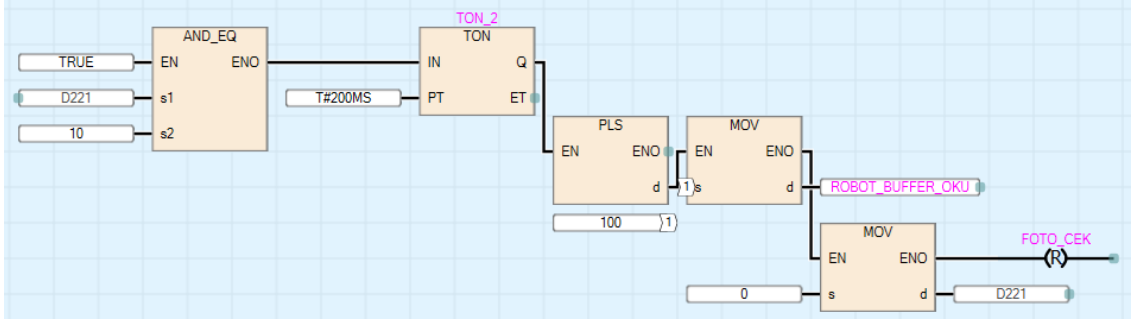 TON_2
AND_EQ
TON
TRUE
EN
ENO
IN
Q
D221
s1
T#200MS
PT
ET
10
s2
PLS
MOV
EN
ENO
EN
ENO
d
1
s
d
ROBOT_BUFFER_OKU
100
1
MOV
FOTO_CEK
EN
ENO
R
0
s
d
D221